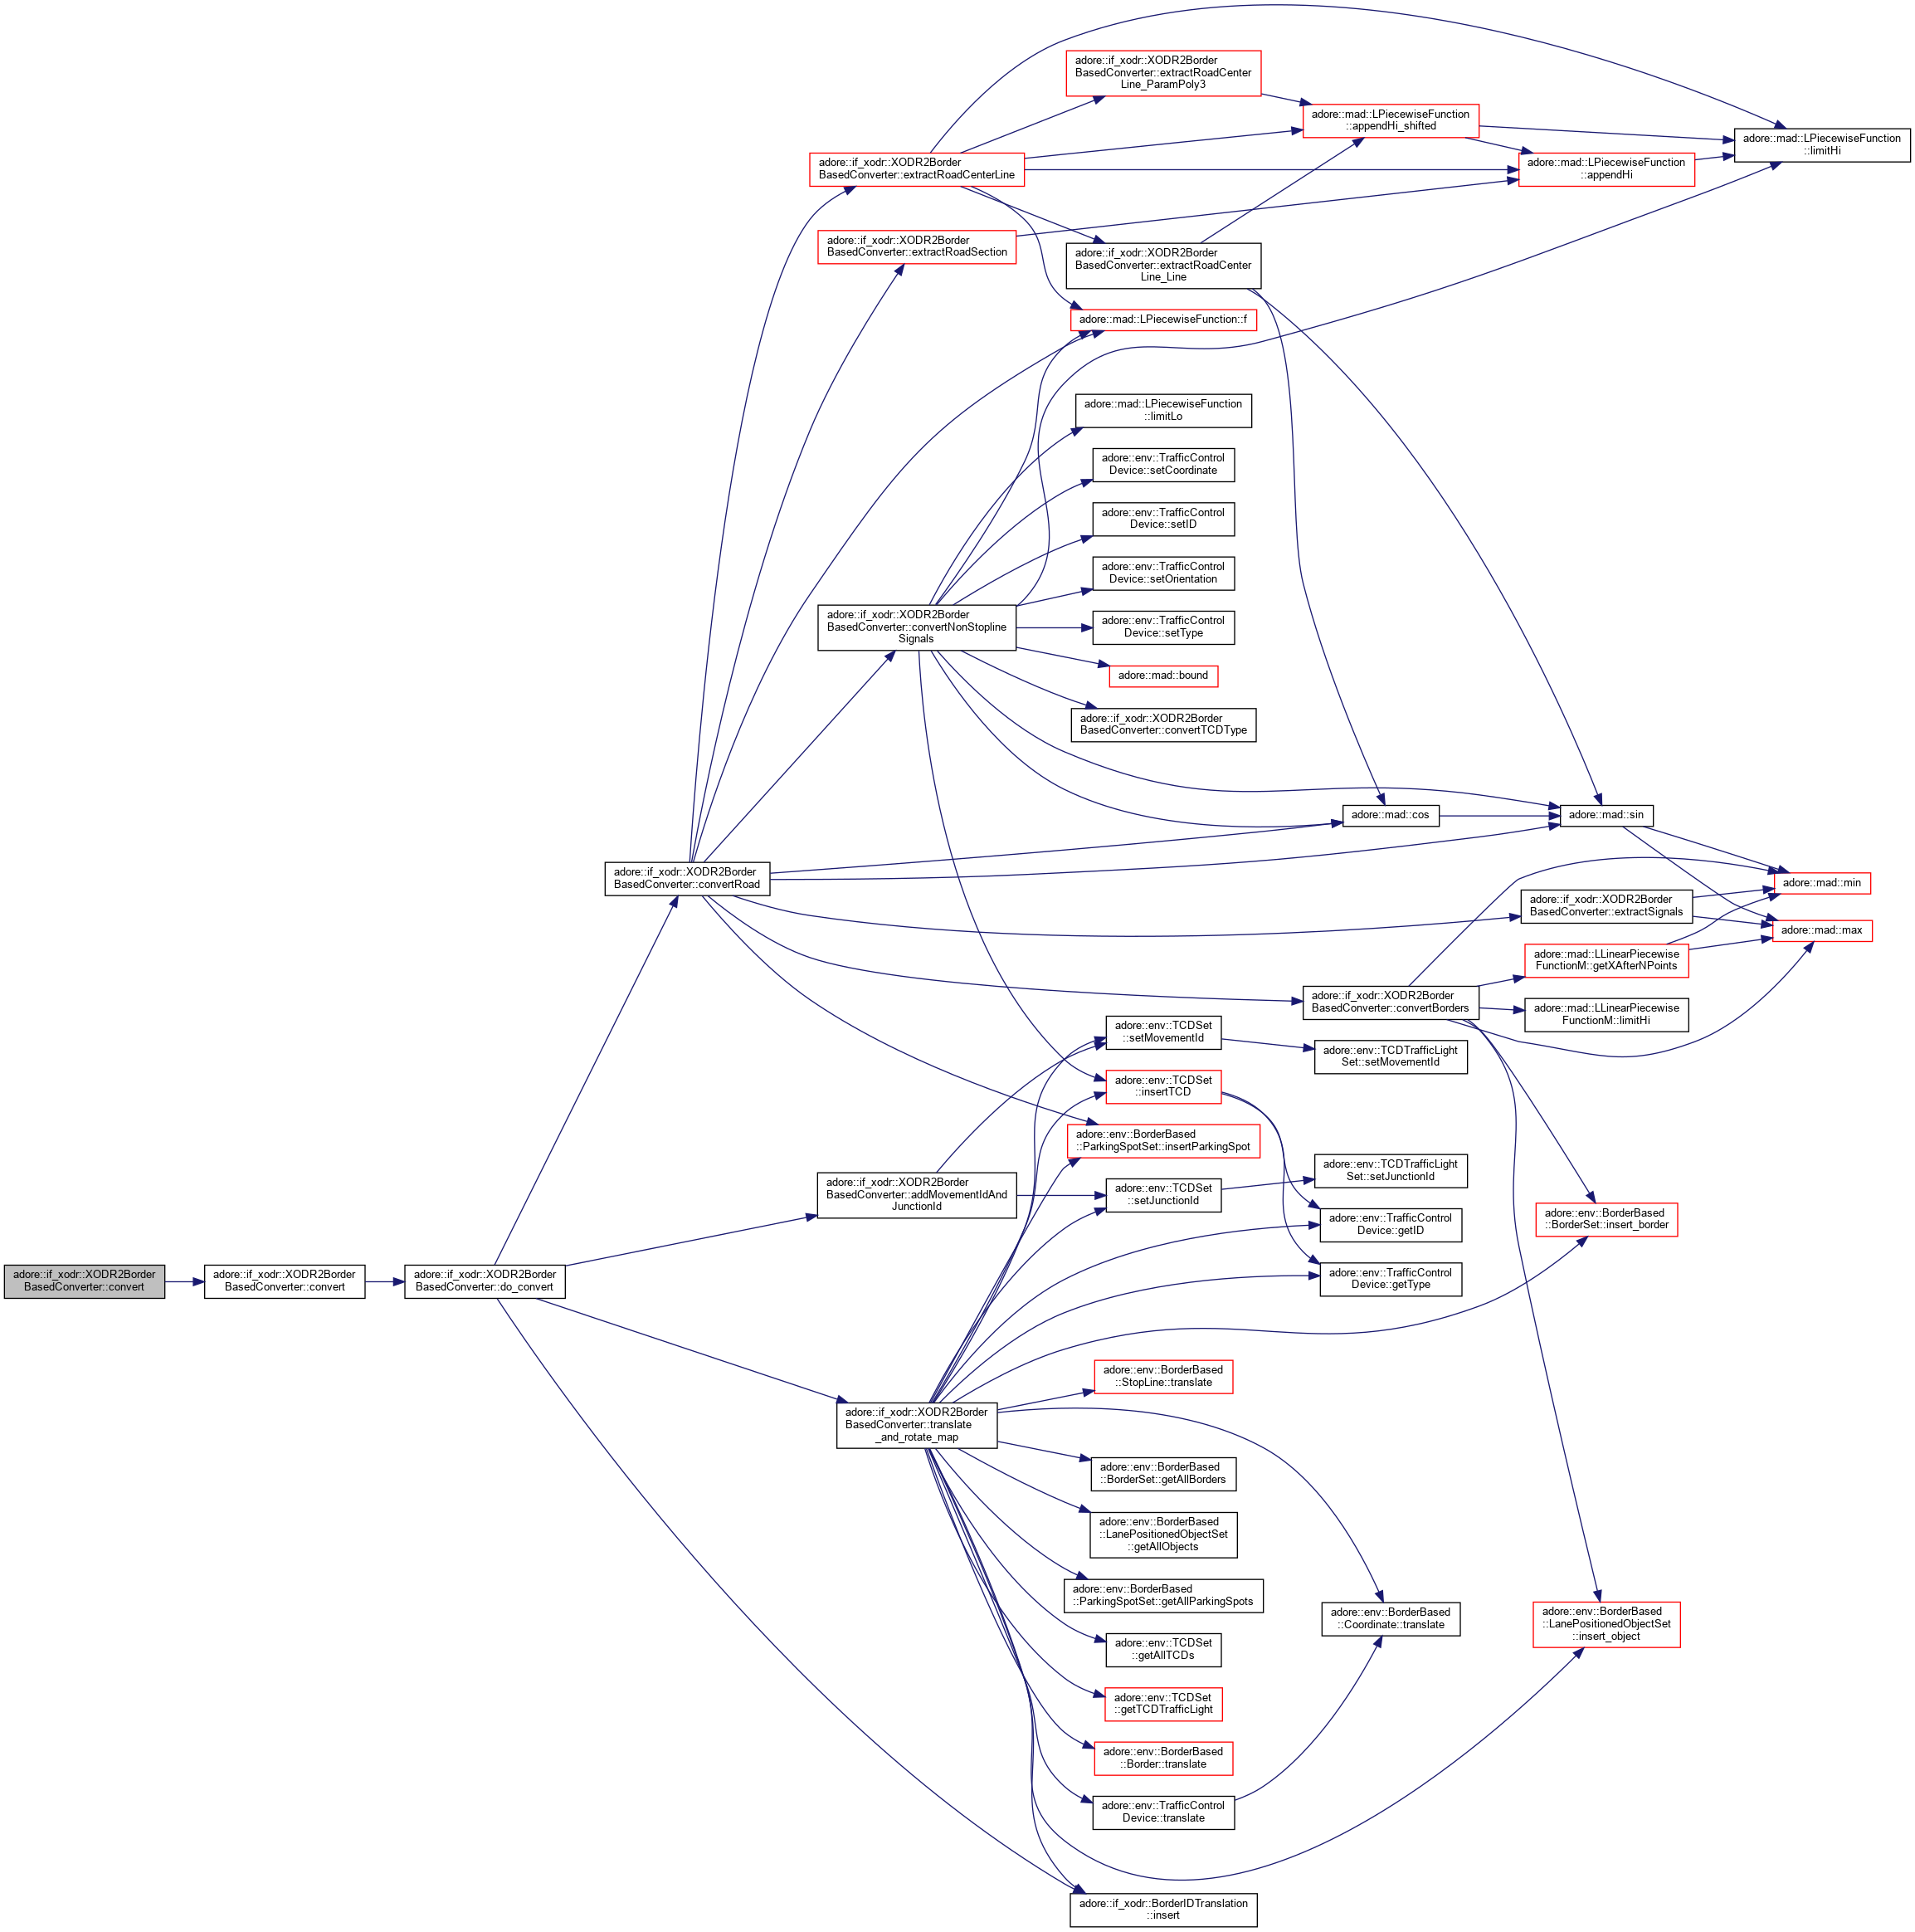 adore::if_xodr::XODR2Border
BasedConverter::extractRoadCenter
Line_ParamPoly3
adore::mad::LPiecewiseFunction
::appendHi_shifted
adore::mad::LPiecewiseFunction
::limitHi
adore::if_xodr::XODR2Border
BasedConverter::extractRoadCenterLine
adore::mad::LPiecewiseFunction
::appendHi
adore::if_xodr::XODR2Border
BasedConverter::extractRoadSection
adore::if_xodr::XODR2Border
BasedConverter::extractRoadCenter
Line_Line
adore::mad::LPiecewiseFunction::f
adore::mad::LPiecewiseFunction
::limitLo
adore::env::TrafficControl
Device::setCoordinate
adore::env::TrafficControl
Device::setID
adore::env::TrafficControl
Device::setOrientation
adore::if_xodr::XODR2Border
BasedConverter::convertNonStopline
Signals
adore::env::TrafficControl
Device::setType
adore::mad::bound
adore::if_xodr::XODR2Border
BasedConverter::convertTCDType
adore::mad::cos
adore::mad::sin
adore::if_xodr::XODR2Border
BasedConverter::convertRoad
adore::mad::min
adore::if_xodr::XODR2Border
BasedConverter::extractSignals
adore::mad::max
adore::mad::LLinearPiecewise
FunctionM::getXAfterNPoints
adore::if_xodr::XODR2Border
BasedConverter::convertBorders
adore::mad::LLinearPiecewise
FunctionM::limitHi
adore::env::TCDSet
::setMovementId
adore::env::TCDTrafficLight
Set::setMovementId
adore::env::TCDSet
::insertTCD
adore::env::BorderBased
::ParkingSpotSet::insertParkingSpot
adore::env::TCDTrafficLight
Set::setJunctionId
adore::if_xodr::XODR2Border
BasedConverter::addMovementIdAnd
JunctionId
adore::env::TCDSet
::setJunctionId
adore::env::BorderBased
::BorderSet::insert_border
adore::env::TrafficControl
Device::getID
adore::if_xodr::XODR2Border
BasedConverter::convert
adore::if_xodr::XODR2Border
BasedConverter::convert
adore::if_xodr::XODR2Border
BasedConverter::do_convert
adore::env::TrafficControl
Device::getType
adore::env::BorderBased
::StopLine::translate
adore::if_xodr::XODR2Border
BasedConverter::translate
_and_rotate_map
adore::env::BorderBased
::BorderSet::getAllBorders
adore::env::BorderBased
::LanePositionedObjectSet
::getAllObjects
adore::env::BorderBased
::ParkingSpotSet::getAllParkingSpots
adore::env::BorderBased
::Coordinate::translate
adore::env::BorderBased
::LanePositionedObjectSet
::insert_object
adore::env::TCDSet
::getAllTCDs
adore::env::TCDSet
::getTCDTrafficLight
adore::env::BorderBased
::Border::translate
adore::env::TrafficControl
Device::translate
adore::if_xodr::BorderIDTranslation
::insert